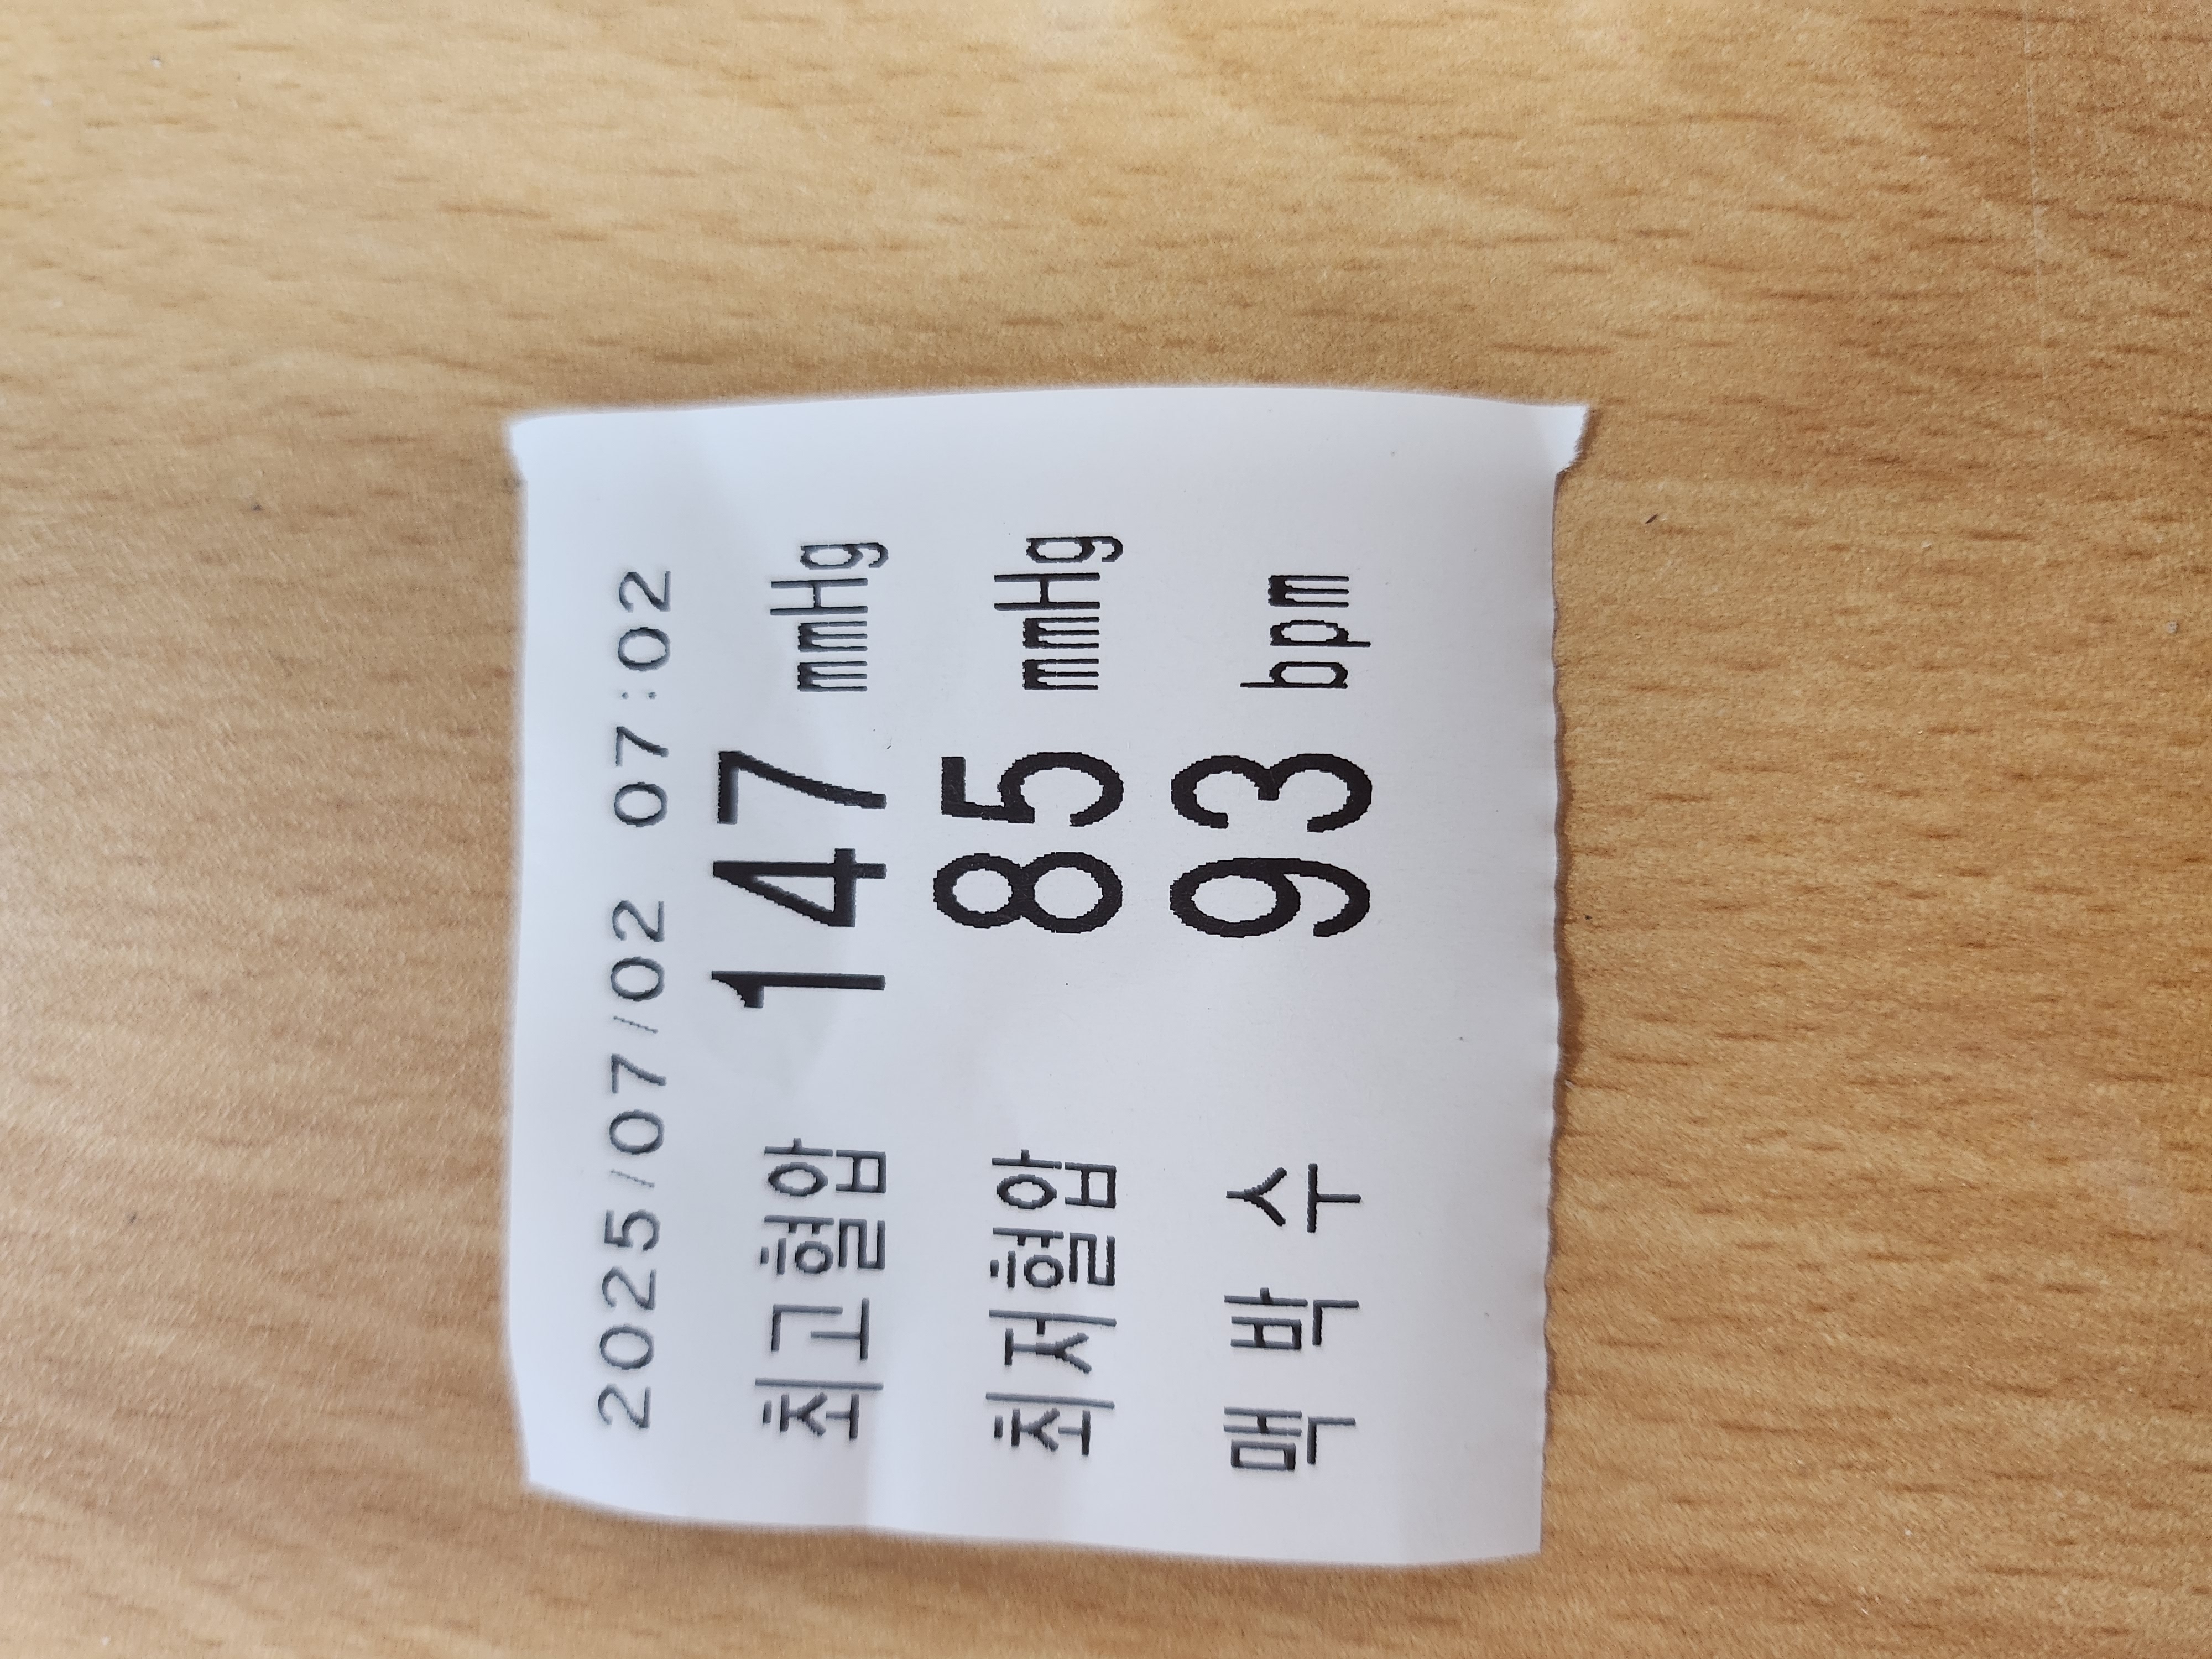 2025/07/02 07:02
최고혈압 147 mmHg
최저혈압 85 mmHg
맥 박 수 93 bpm